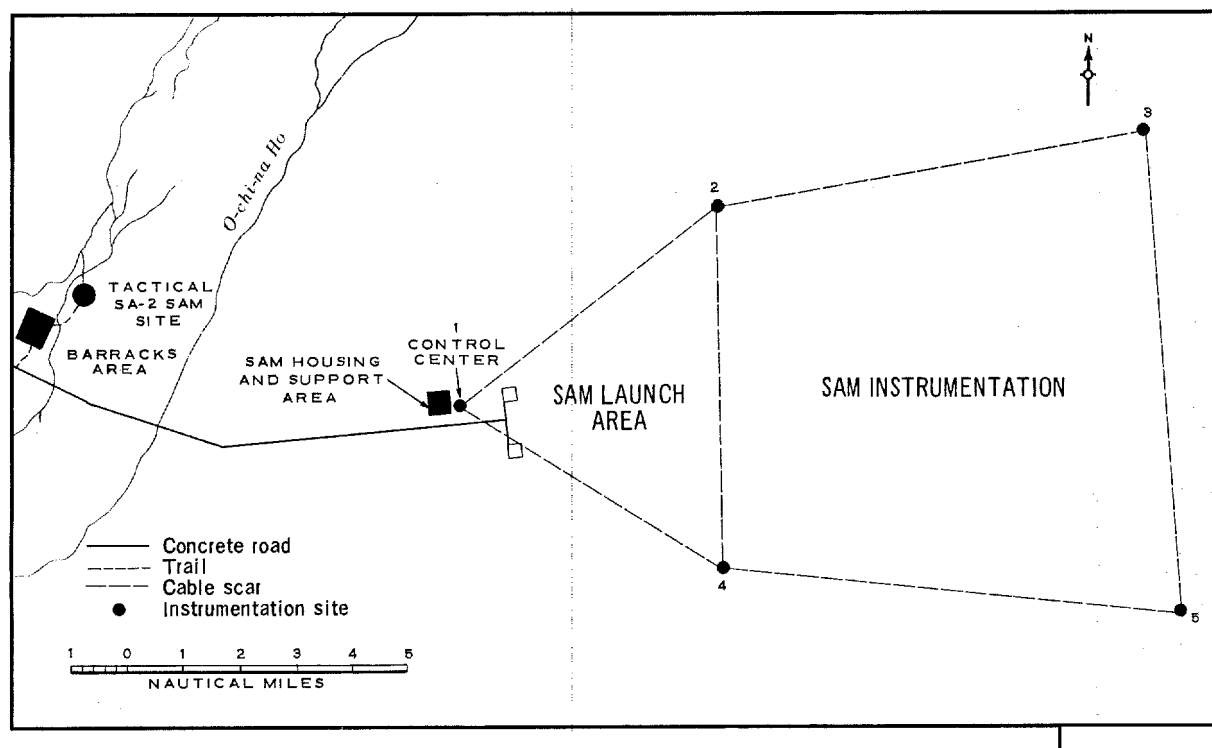 N
3
2
O-chi-na Ho
TACTICAL
SA-2 SAM
SITE
BARRACKS
AREA
SAM HOUSING
AND SUPPORT
AREA
1
CONTROL
CENTER
SAM LAUNCH
AREA
SAM INSTRUMENTATION
4
5
Concrete road
Trail
Cable scar
Instrumentation site
1 0 1 2 3 4 5
NAUTICAL MILES